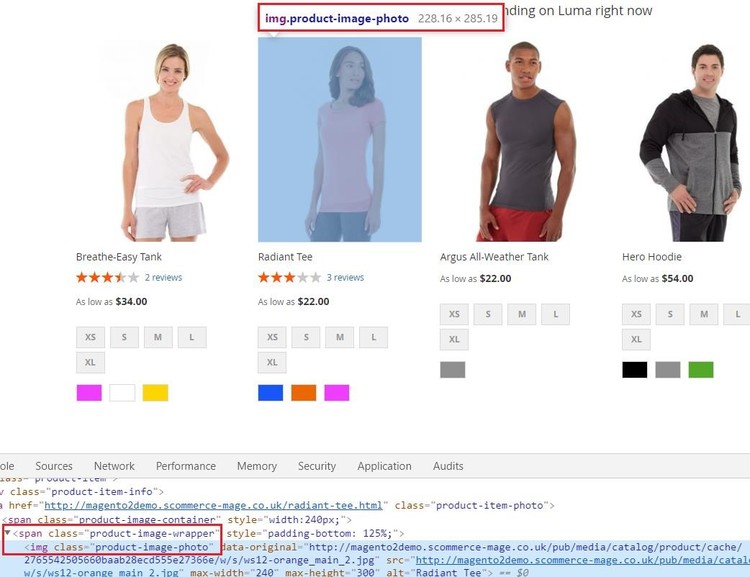 img.product-image-photo 228.16 × 285.19
nding on Luma right now
Breathe-Easy Tank
2 reviews
As low as $34.00
XS S M L
XL
Radiant Tee
3 reviews
As low as $22.00
XS S M L
XL
Argus All-Weather Tank
As low as $22.00
XS S M L
XL
Hero Hoodie
As low as $54.00
XS S M L
XL
ole Sources Network Performance Memory Security Application Audits
lass="product-item">
v class="product-item-info">
a href="http://magento2demo.scommerce-mage.co.uk/radiant-tee.html" class="product-item-photo">
<span class="product-image-container" style="width:240px;">
▼<span class="product-image-wrapper" style="padding-bottom: 125%;">
<img class="product-image-photo" data-original="http://magento2demo.scommerce-mage.co.uk/pub/media/catalog/product/cache/
2765542505660baab28ecd555e27366e/w/s/ws12-orange_main_2.jpg" src="http://magento2demo.scommerce-mage.co.uk/pub/media/catalo
w/s/ws12-orange_main_2.jpg" max-width="240" max-height="300" alt="Radiant Tee"> == $0